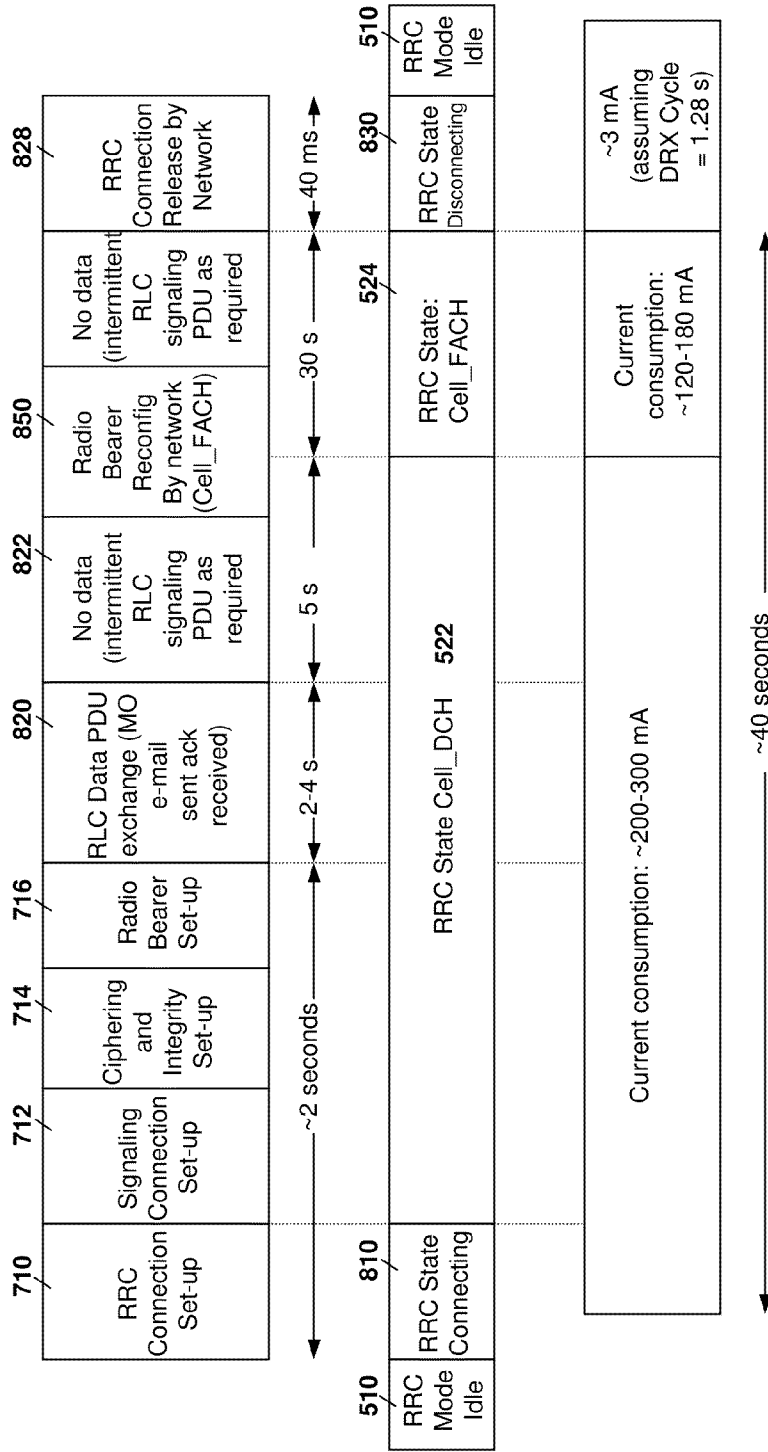 710
712
714
716
820
822
850
828
RRC
Connection
Set-up
Signaling
Connection
Set-up
Ciphering
and
Integrity
Set-up
Radio
Bearer
Set-up
RLC Data PDU
exchange (MO
e-mail
sent ack
received)
No data
(intermittent
RLC
signaling
PDU as
required
Radio
Bearer
Reconfig
By network
(Cell_FACH)
No data
(intermittent
RLC
signaling
PDU as
required
RRC
Connection
Release by
Network
~2 seconds
2-4 s
5 s
30 s
40 ms
510
810
524
830
510
RRC
Mode
Idle
RRC State
Connecting
RRC State Cell_DCH 522
RRC State:
Cell_FACH
RRC State
Disconnecting
RRC
Mode
Idle
Current consumption: ~200-300 mA
Current
consumption:
~120-180 mA
~3 mA
(assuming
DRX Cycle
= 1.28 s)
~40 seconds